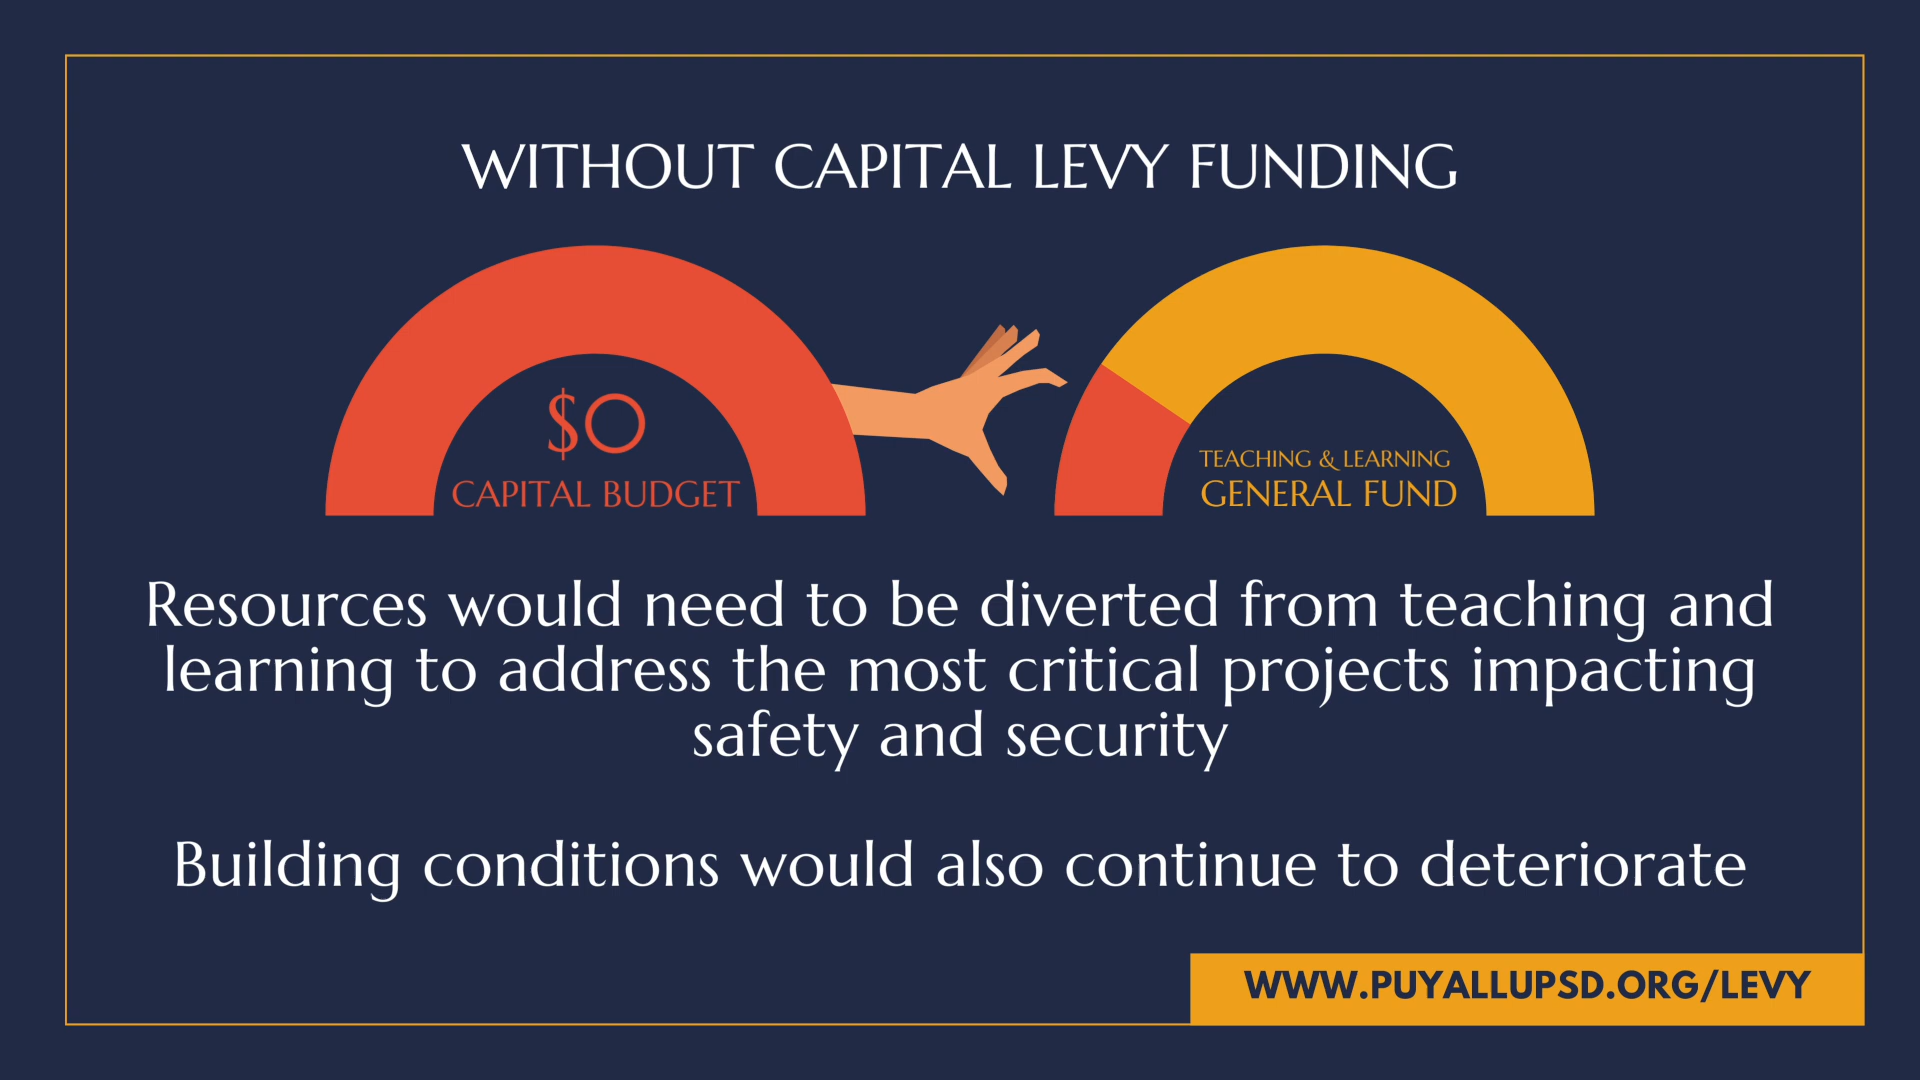 WITHOUT CAPITAL LEVY FUNDING
$0
CAPITAL BUDGET
TEACHING & LEARNING
GENERAL FUND
Resources would need to be diverted from teaching and
learning to address the most critical projects impacting
safety and security
Building conditions would also continue to deteriorate
WWW.PUYALLUPSD.ORG/LEVY